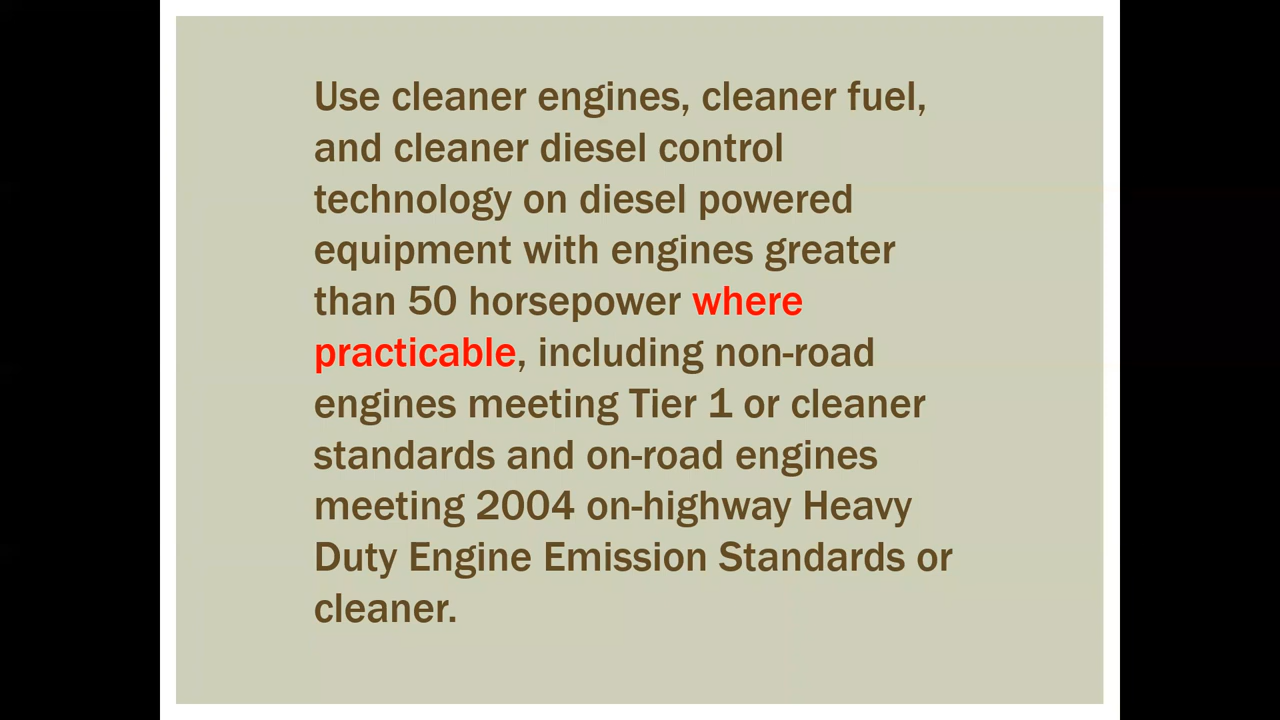 Use cleaner engines, cleaner fuel,
and cleaner diesel control
technology on diesel powered
equipment with engines greater
than 50 horsepower where
practicable, including non-road
engines meeting Tier 1 or cleaner
standards and on-road engines
meeting 2004 on-highway Heavy
Duty Engine Emission Standards or
cleaner.